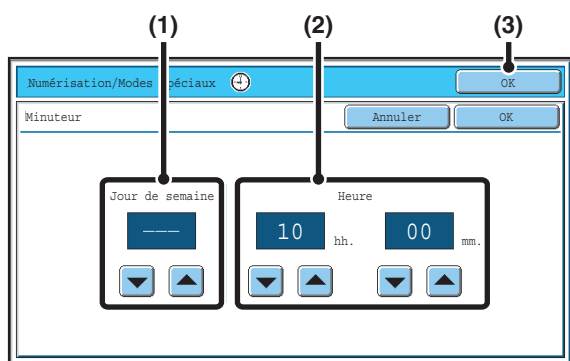 (1) (2) (3)
Numérisation/Modes spéciaux OK
Minuteur Annuler OK
Jour de semaine Heure
--- 10 hh. 00 mm.